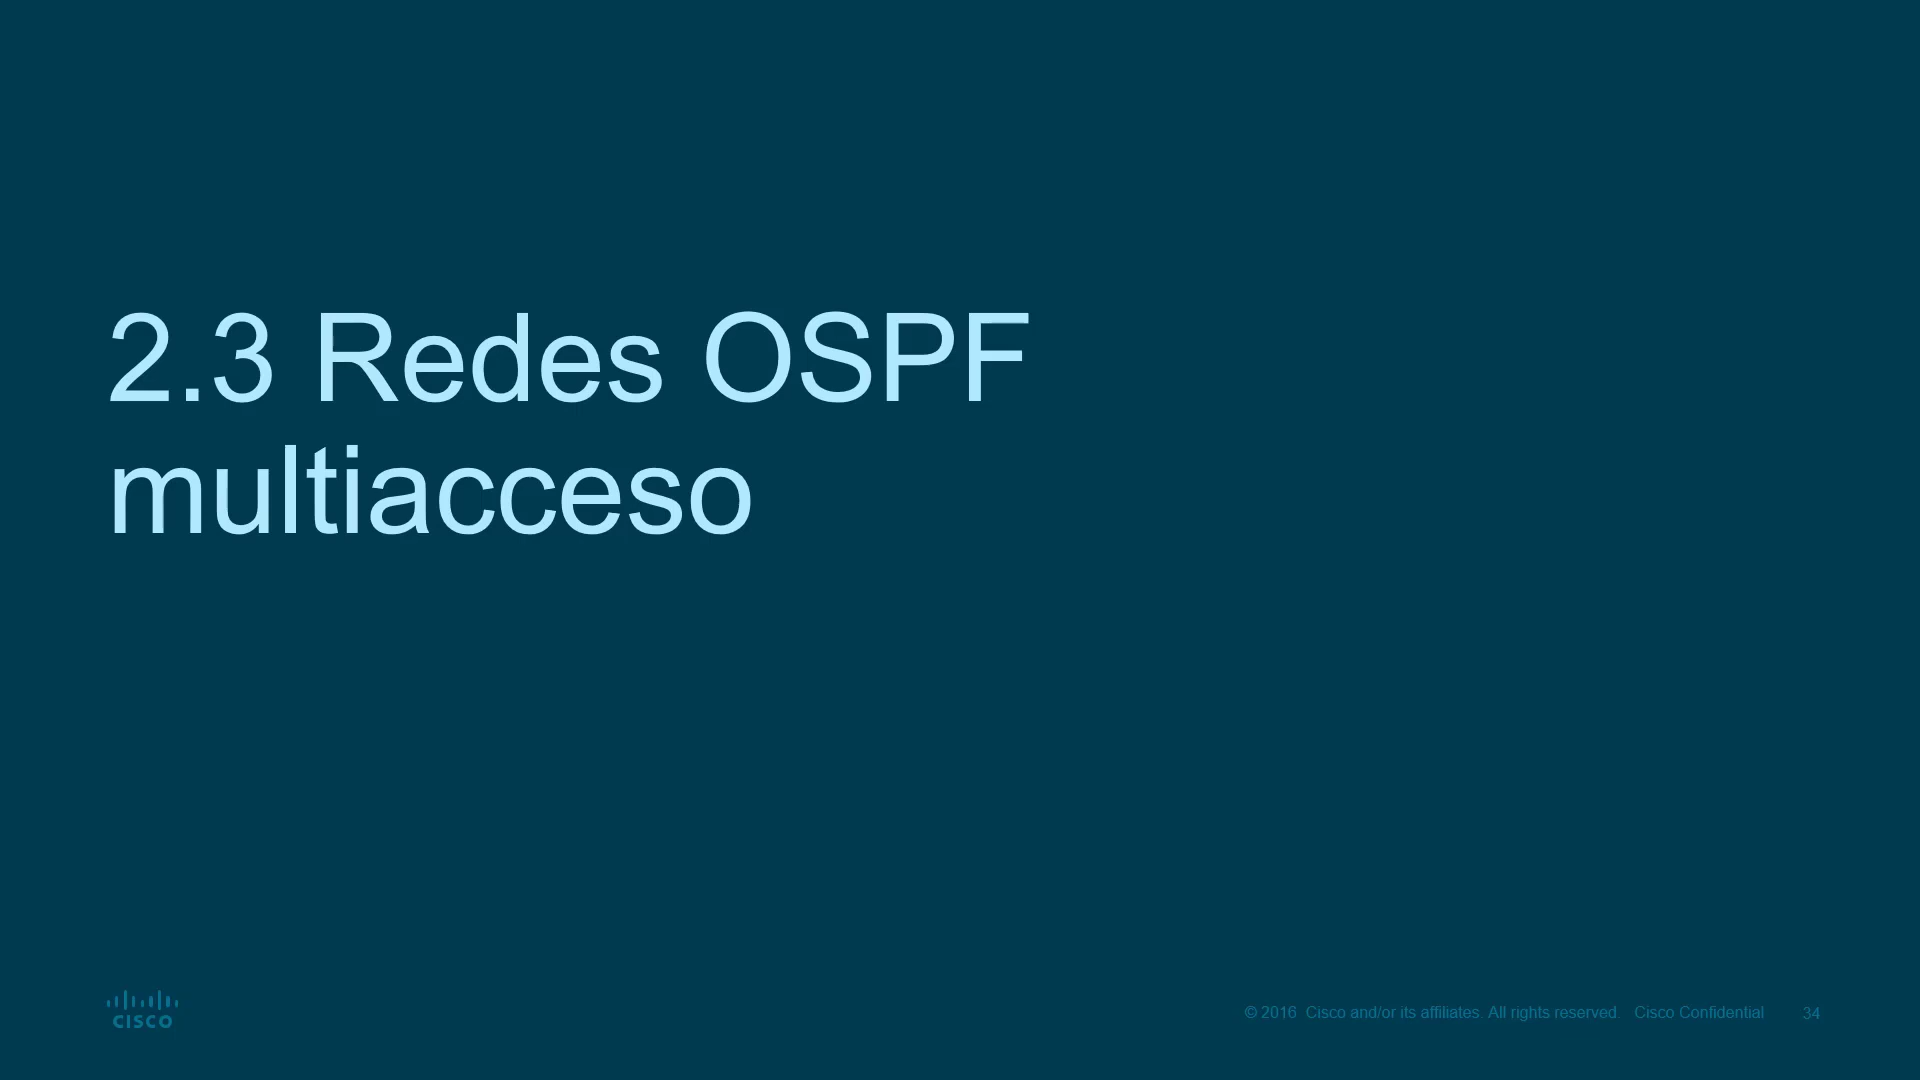 2.3 Redes OSPF
multiacceso
CISCO
© 2016 Cisco and/or its affiliates. All rights reserved. Cisco Confidential 34